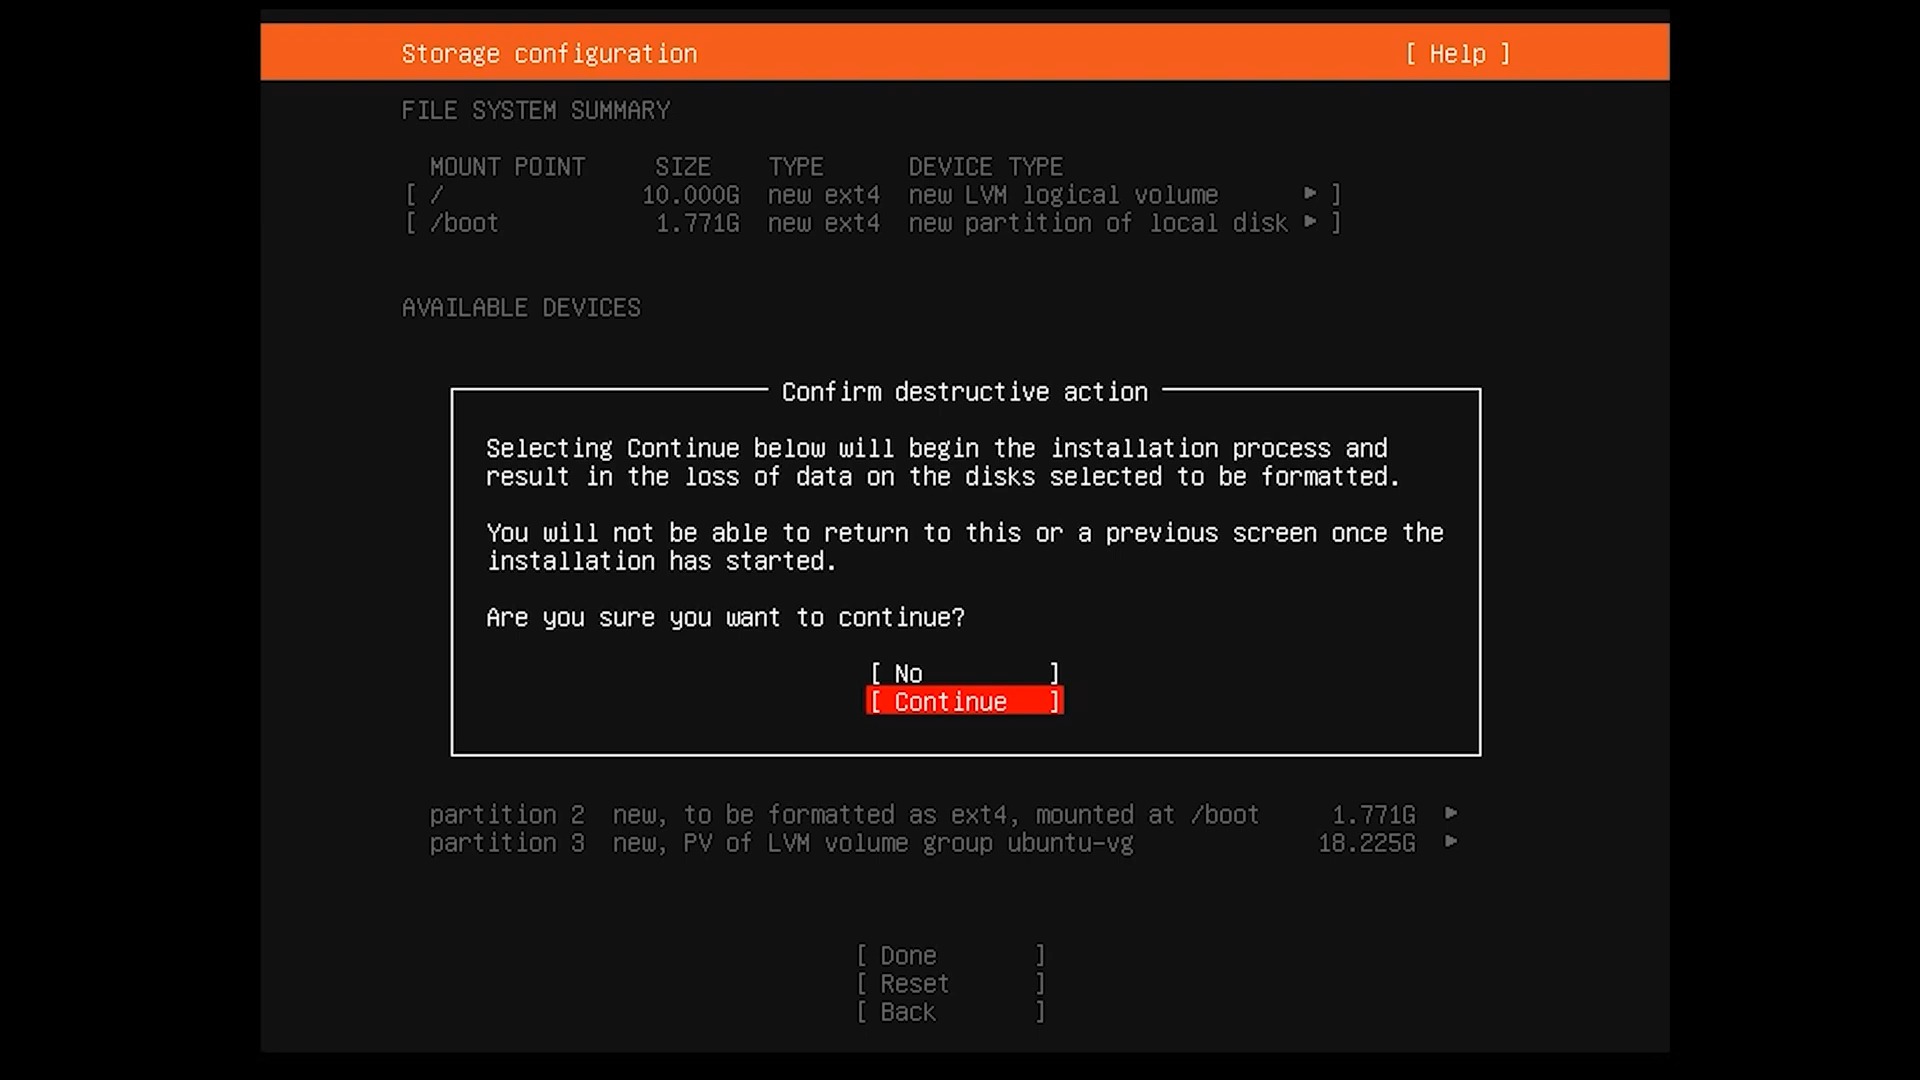 Storage configuration [ Help ]
FILE SYSTEM SUMMARY
MOUNT POINT SIZE TYPE DEVICE TYPE
[ / 10.000G new ext4 new LVM logical volume ▸ ]
[ /boot 1.771G new ext4 new partition of local disk ▸ ]
AVAILABLE DEVICES
Confirm destructive action
Selecting Continue below will begin the installation process and
result in the loss of data on the disks selected to be formatted.
You will not be able to return to this or a previous screen once the
installation has started.
Are you sure you want to continue?
[ No ]
[ Continue ]
partition 2 new, to be formatted as ext4, mounted at /boot 1.771G ▸
partition 3 new, PV of LVM volume group ubuntu-vg 18.225G ▸
[ Done ]
[ Reset ]
[ Back ]